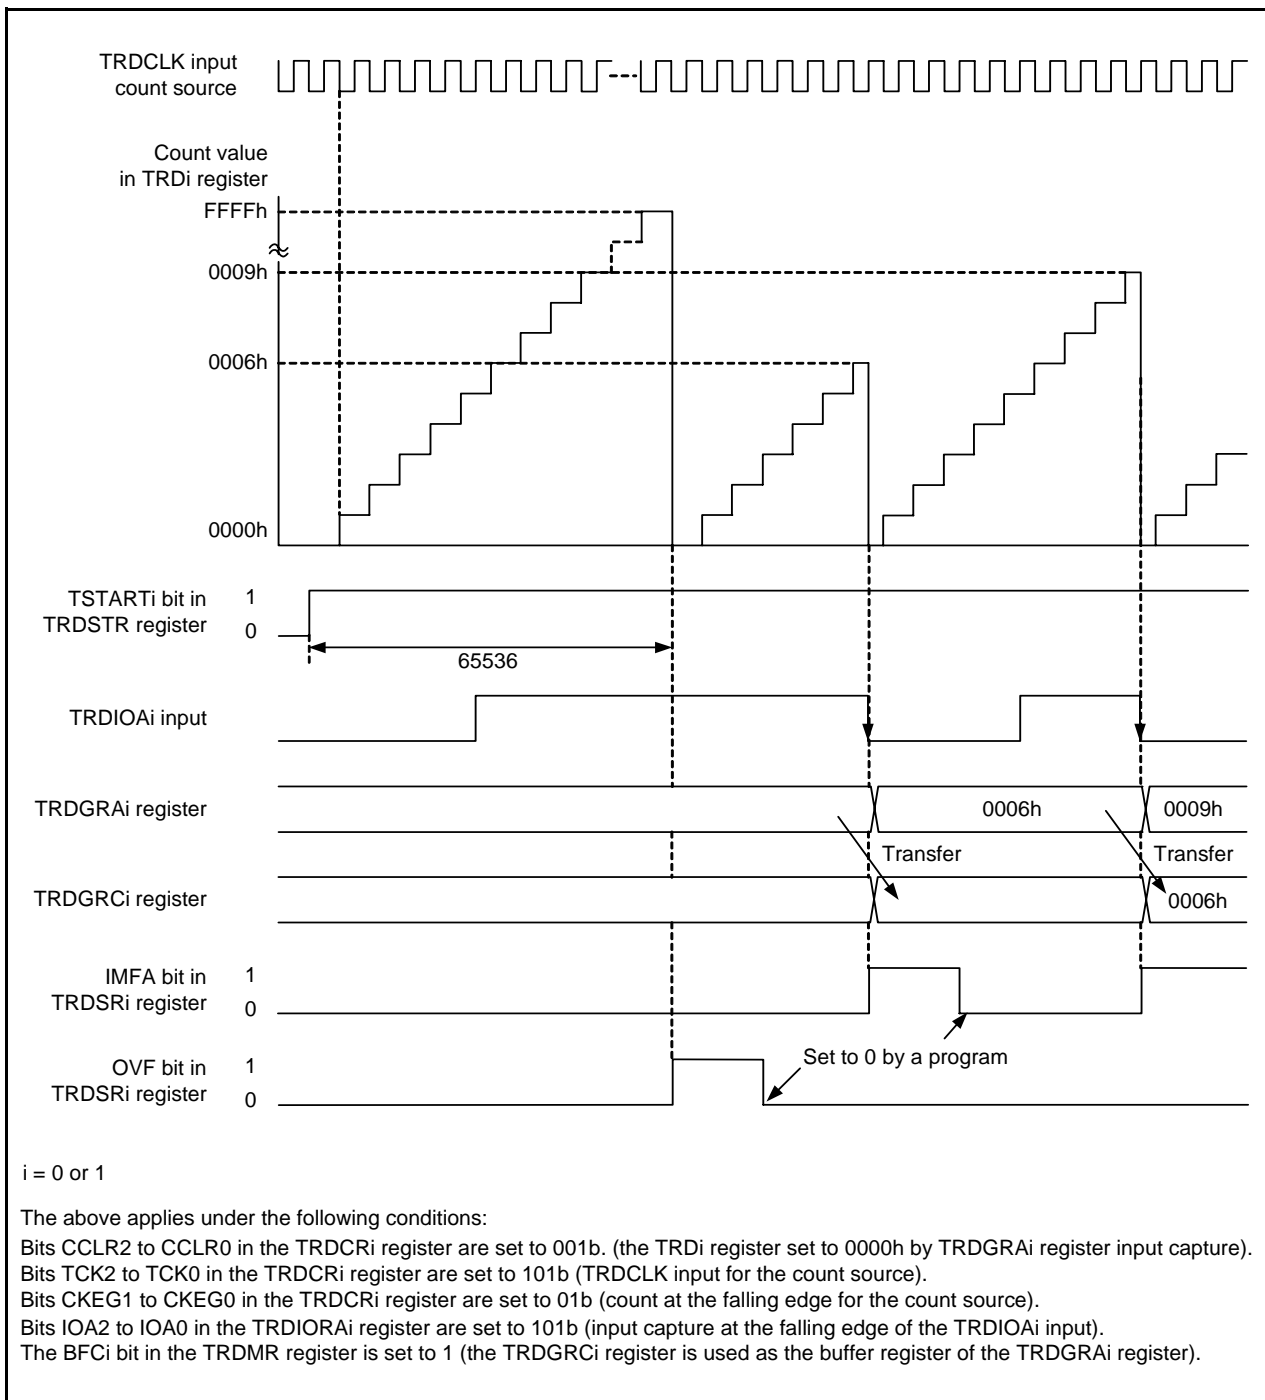 TRDCLK input
count source
Count value
in TRDi register
FFFFh
0009h
0006h
0000h
TSTARTi bit in
TRDSTR register
1
0
65536
TRDIOAi input
TRDGRAi register
0006h
0009h
Transfer
Transfer
TRDGRCi register
0006h
IMFA bit in
TRDSRi register
1
0
Set to 0 by a program
OVF bit in
TRDSRi register
1
0
i = 0 or 1
The above applies under the following conditions:
Bits CCLR2 to CCLR0 in the TRDCRi register are set to 001b. (the TRDi register set to 0000h by TRDGRAi register input capture).
Bits TCK2 to TCK0 in the TRDCRi register are set to 101b (TRDCLK input for the count source).
Bits CKEG1 to CKEG0 in the TRDCRi register are set to 01b (count at the falling edge for the count source).
Bits IOA2 to IOA0 in the TRDIORAi register are set to 101b (input capture at the falling edge of the TRDIOAi input).
The BFCi bit in the TRDMR register is set to 1 (the TRDGRCi register is used as the buffer register of the TRDGRAi register).